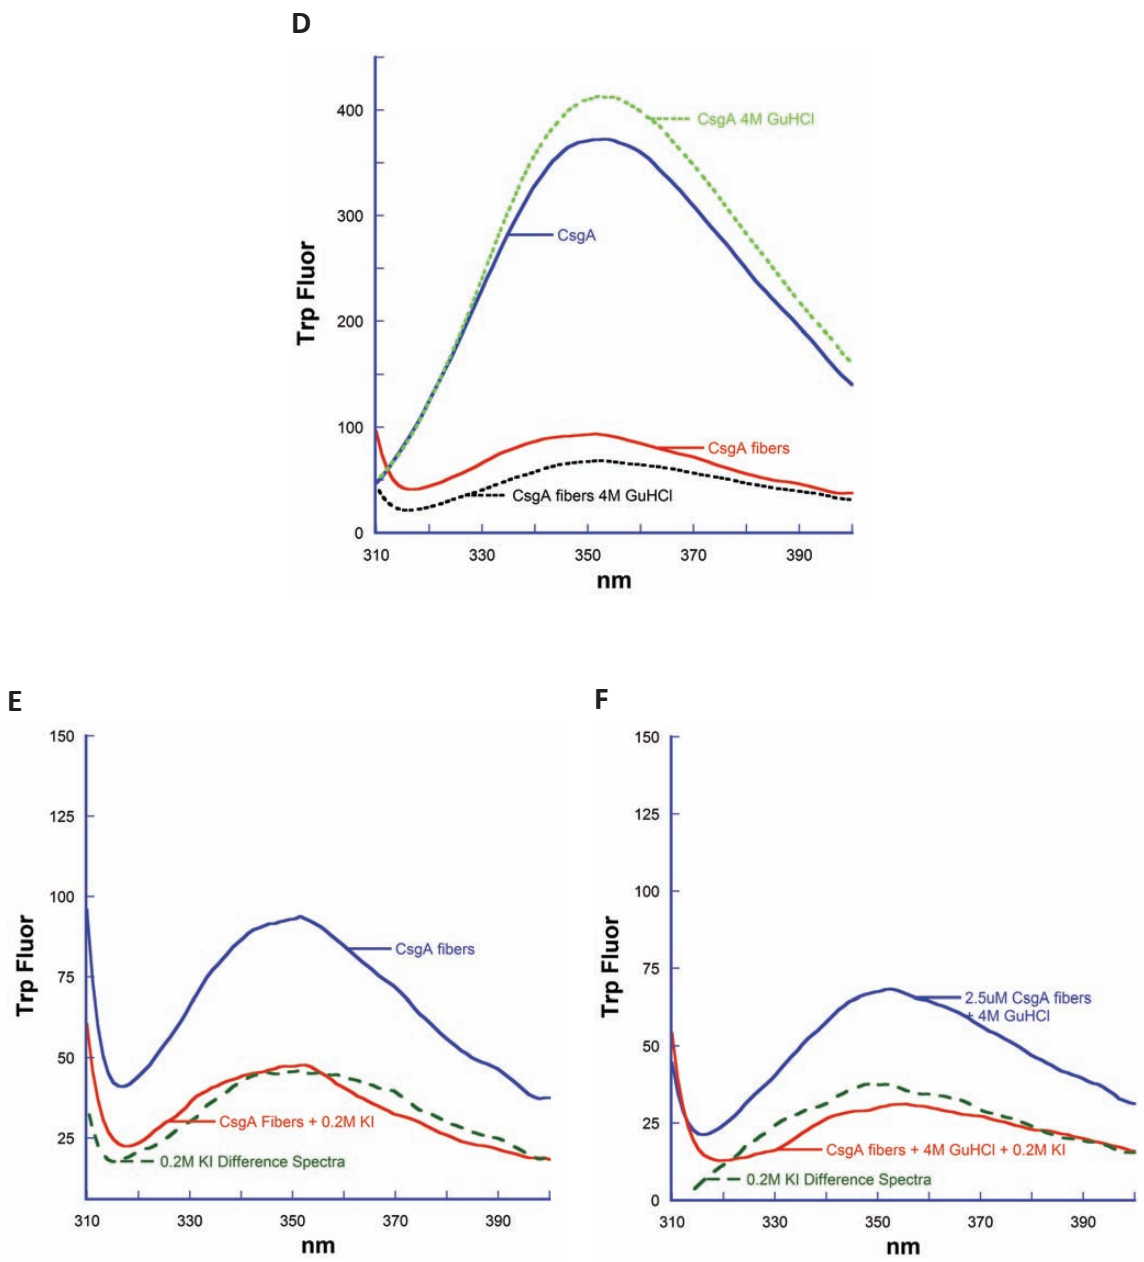 D
400
300
200
100
0
Trp Fluor
CsgA 4M GuHCl
CsgA
CsgA fibers
CsgA fibers 4M GuHCl
310 330 350 370 390
nm
E
150
125
100
75
50
25
Trp Fluor
CsgA fibers
CsgA Fibers + 0.2M KI
0.2M KI Difference Spectra
310 330 350 370 390
nm
F
150
125
100
75
50
25
0
Trp Fluor
2.5uM CsgA fibers
+ 4M GuHCl
CsgA fibers + 4M GuHCl + 0.2M KI
0.2M KI Difference Spectra
310 330 350 370 390
nm